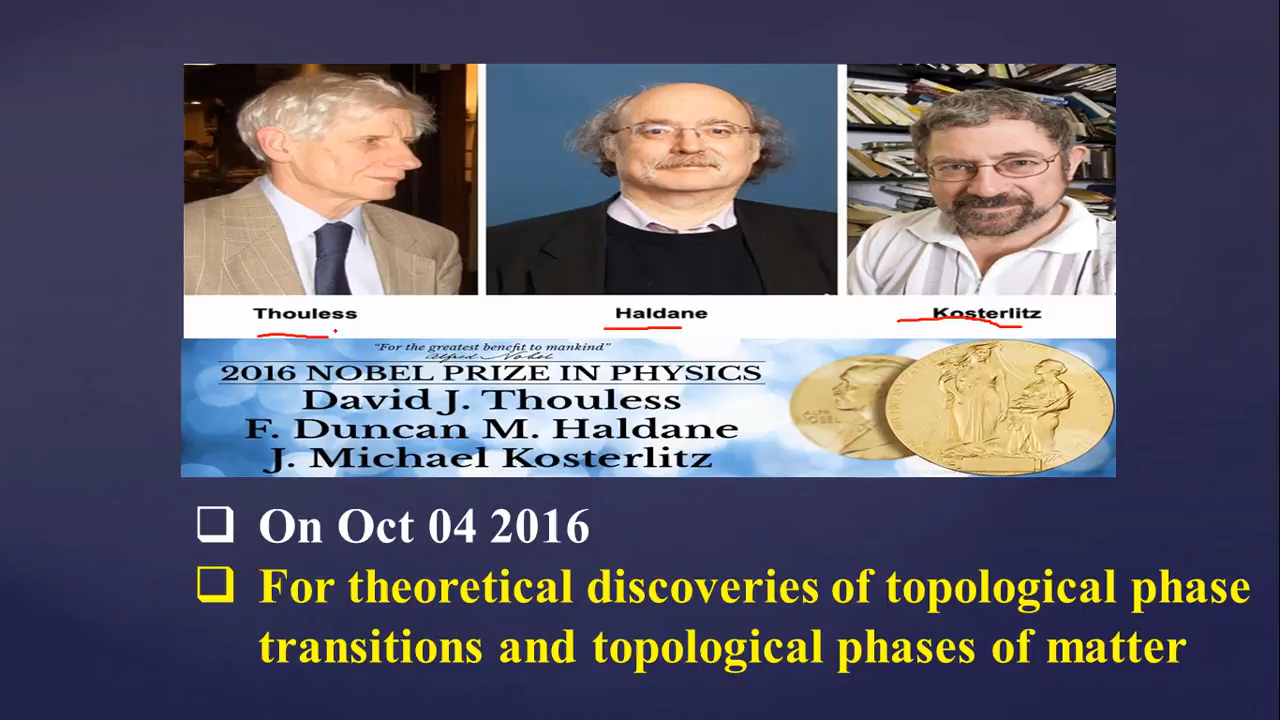 Thouless
Haldane
Kosterlitz
"For the greatest benefit to mankind"
Alfred Nobel
2016 NOBEL PRIZE IN PHYSICS
David J. Thouless
F. Duncan M. Haldane
J. Michael Kosterlitz
On Oct 04 2016
For theoretical discoveries of topological phase
transitions and topological phases of matter